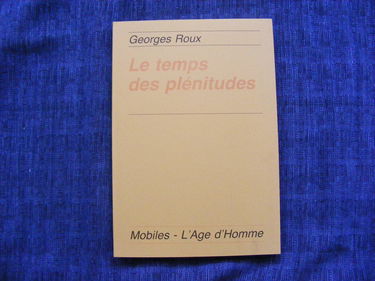 Georges Roux
Le temps
des plénitudes
Mobiles - L'Age d'Homme